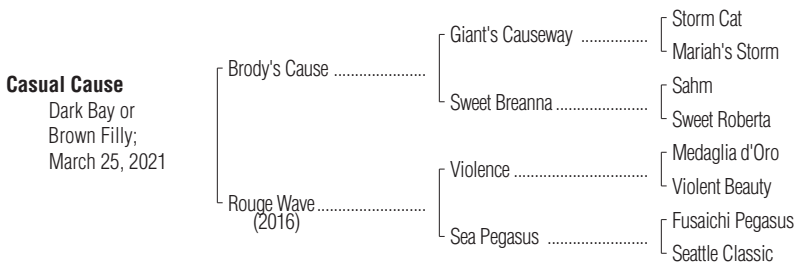 Storm Cat
Giant's Causeway ................
Mariah's Storm
Brody's Cause ......................
Sahm
Sweet Breanna ......................
Sweet Roberta
Casual Cause
Dark Bay or
Brown Filly;
March 25, 2021
Medaglia d'Oro
Violence ................................
Violent Beauty
Rouge Wave ..........................
(2016)
Fusaichi Pegasus
Sea Pegasus ........................
Seattle Classic